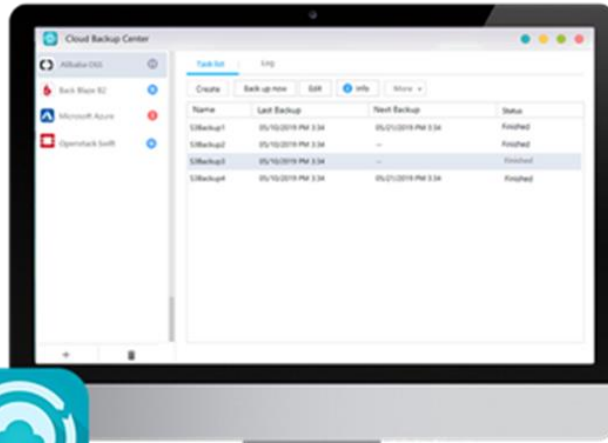 Cloud Backup Center
Alibaba OSS
Back Blaze B2
Microsoft Azure
Openstack Swift
Task list
Log
Create Back up now Edit info More
Name Last Backup Next Backup Status
S3Backup1 05/10/2019 PM 3:34 05/21/2019 PM 3:34 Finished
S3Backup2 05/10/2019 PM 3:34 -- Finished
S3Backup3 05/10/2019 PM 3:34 -- Finished
S3Backup4 05/10/2019 PM 3:34 05/21/2019 PM 3:34 Finished